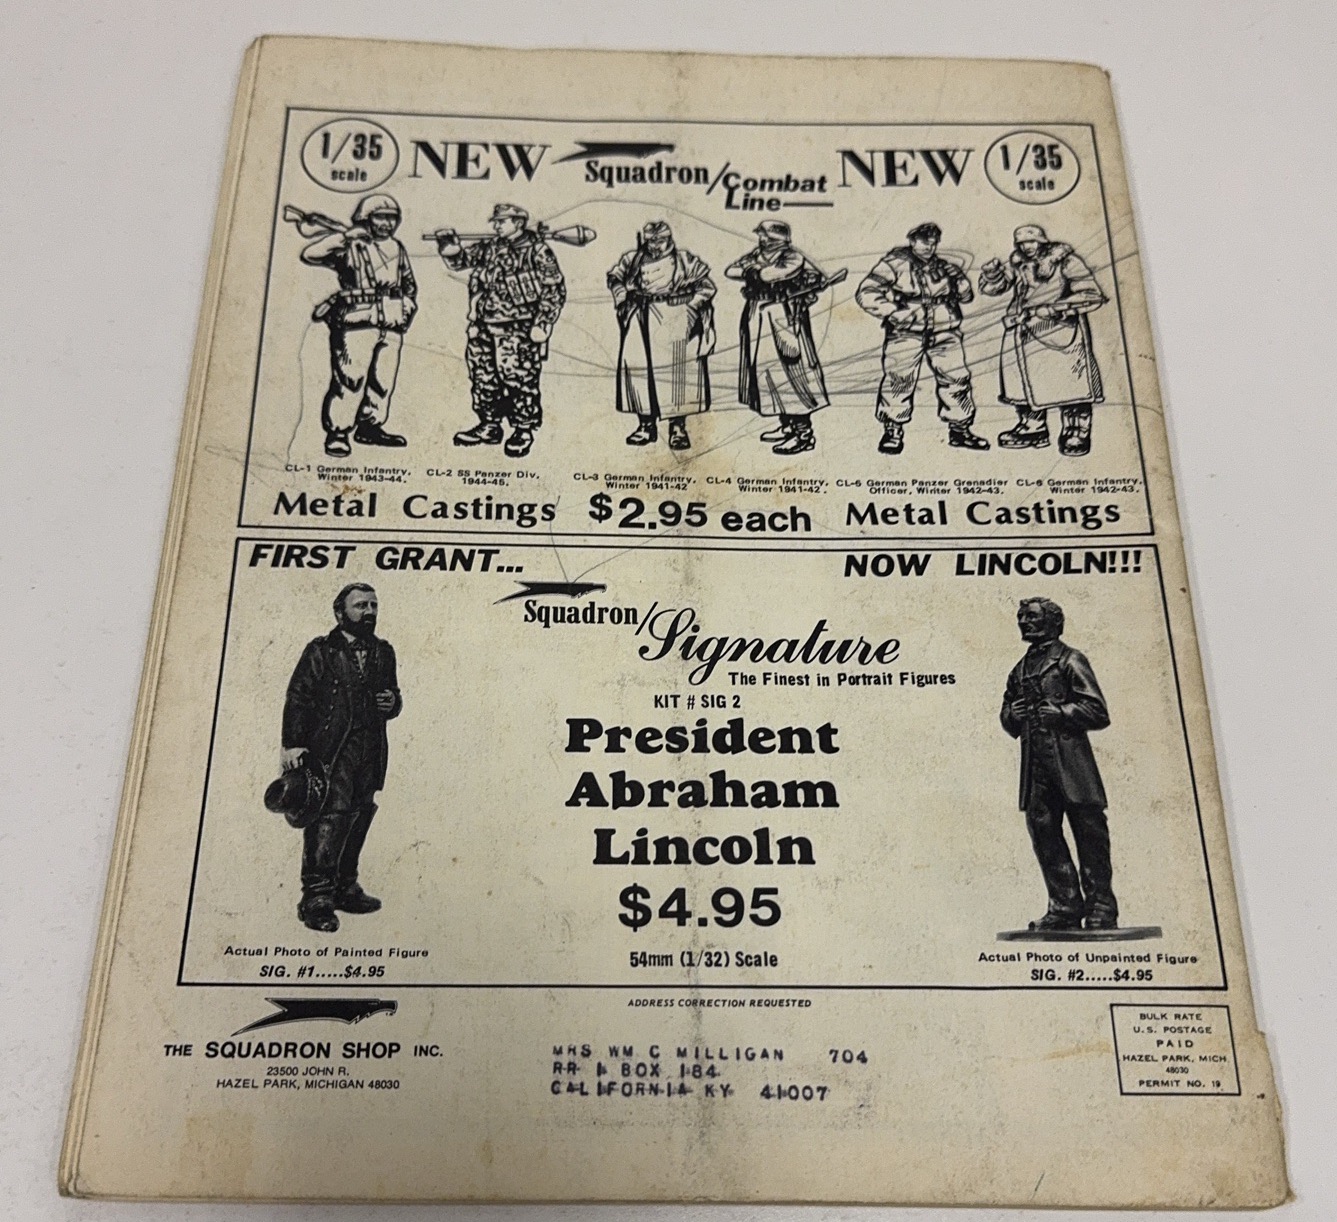 1/35
scale
NEW
Squadron/Combat
Line
NEW
1/35
scale
CL-1 German Infantry,
Winter 1943-44.
CL-2 SS Panzer Div.
1944-45.
CL-3 German Infantry,
Winter 1941-42
CL-4 German Infantry,
Winter 1941-42.
German Panzer Grenadier
Officer, Winter 1942-43.
German Infantry,
Winter 1942-43.
Metal Castings $2.95 each Metal Castings
FIRST GRANT... NOW LINCOLN!!!
Squadron/Signature
The Finest in Portrait Figures
KIT # SIG 2
President
Abraham
Lincoln
$4.95
54mm (1/32) Scale
Actual Photo of Painted Figure
SIG. #1.....$4.95
Actual Photo of Unpainted Figure
SIG. #2.....$4.95
ADDRESS CORRECTION REQUESTED
THE SQUADRON SHOP INC.
23500 JOHN R.
HAZEL PARK, MICHIGAN 48030
MRS WM C MILLIGAN 704
RR 1 BOX 184
CALIFORNIA KY 41007
BULK RATE
U.S. POSTAGE
PAID
HAZEL PARK, MICH.
48030
PERMIT NO. 19